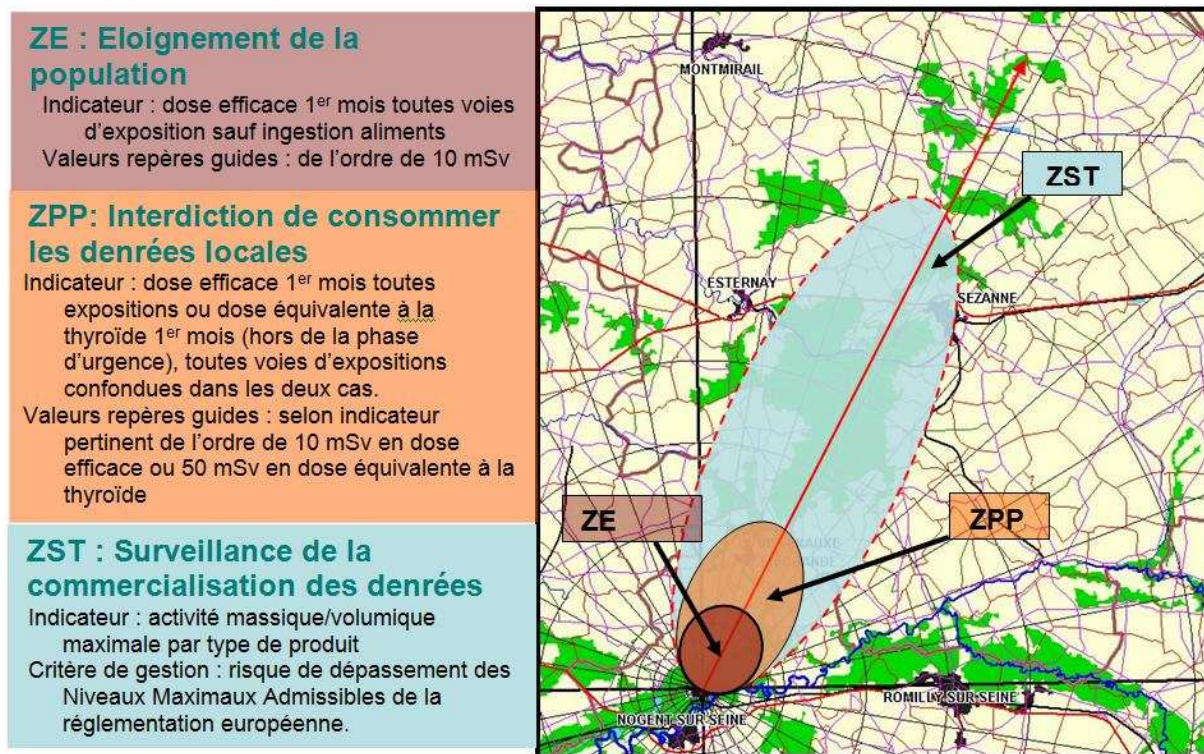 ZE : Eloignement de la
population
Indicateur : dose efficace 1er mois toutes voies
d'exposition sauf ingestion aliments
Valeurs repères guides : de l'ordre de 10 mSv
ZPP: Interdiction de consommer
les denrées locales
Indicateur : dose efficace 1er mois toutes
expositions ou dose équivalente à la
thyroïde 1er mois (hors de la phase
d'urgence), toutes voies d'expositions
confondues dans les deux cas.
Valeurs repères guides : selon indicateur
pertinent de l'ordre de 10 mSv en dose
efficace ou 50 mSv en dose équivalente à la
thyroïde
ZST : Surveillance de la
commercialisation des denrées
Indicateur : activité massique/volumique
maximale par type de produit
Critère de gestion : risque de dépassement des
Niveaux Maximaux Admissibles de la
réglementation européenne.
MONTMIRAIL
ZST
ESTERNAY
SEZANNE
ZE
ZPP
ROMILLY SUR SEINE
NOGENT SUR SEINE